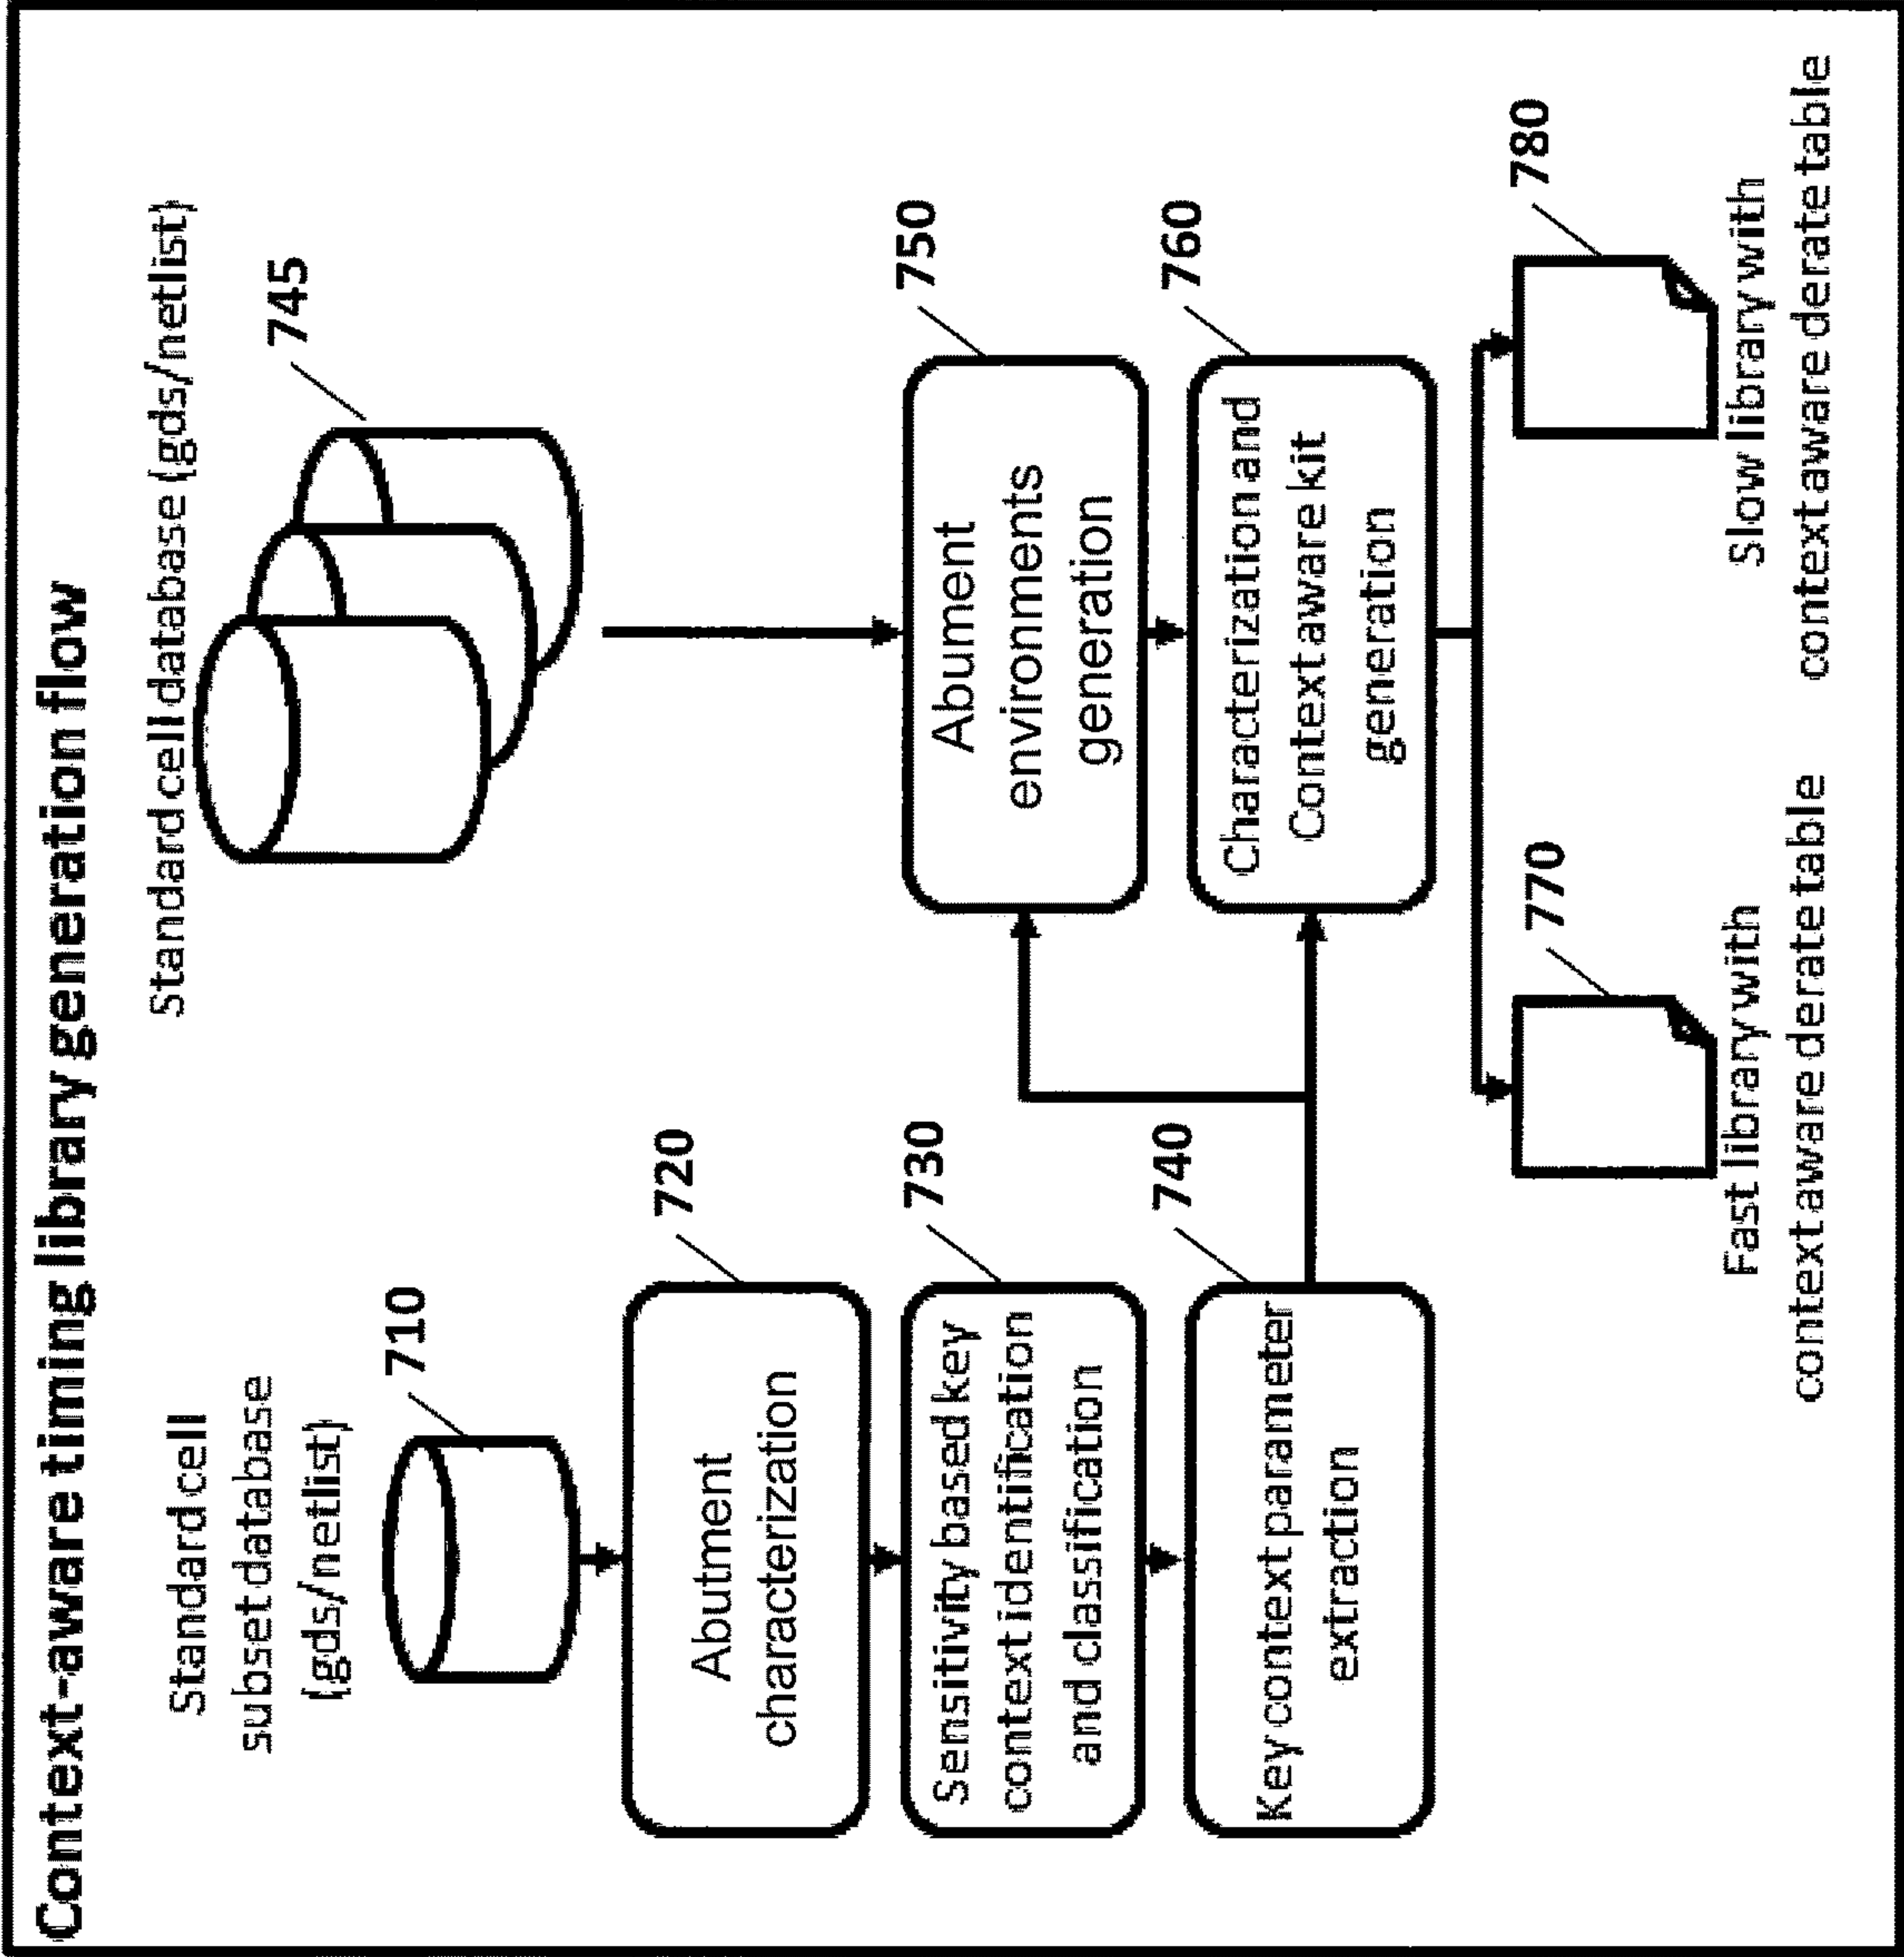 Context-aware timing library generation flow
Standard cell
subset database
(gds/netlist)
710
Abutment
characterization
720
Sensitivity based key
context identification
and classification
730
Key context parameter
extraction
740
Standard cell database (gds/netlist)
745
Abument
environments
generation
750
Characterization and
Context aware kit
generation
760
770
Fast library with
context aware derate table
780
Slow library with
context aware derate table